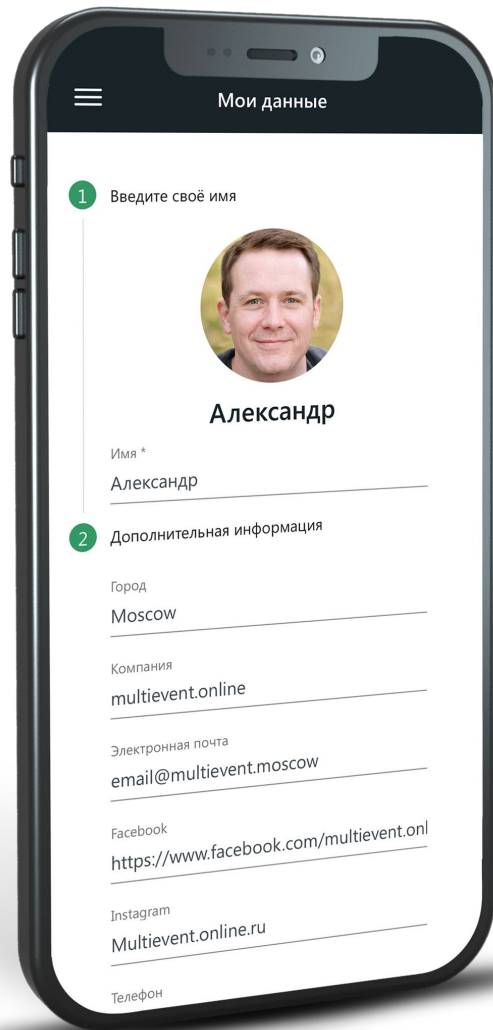 Мои данные
1 Введите своё имя
Александр
Имя *
Александр
2 Дополнительная информация
Город
Moscow
Компания
multievent.online
Электронная почта
email@multievent.moscow
Facebook
https://www.facebook.com/multievent.onl
Instagram
Multievent.online.ru
Телефон